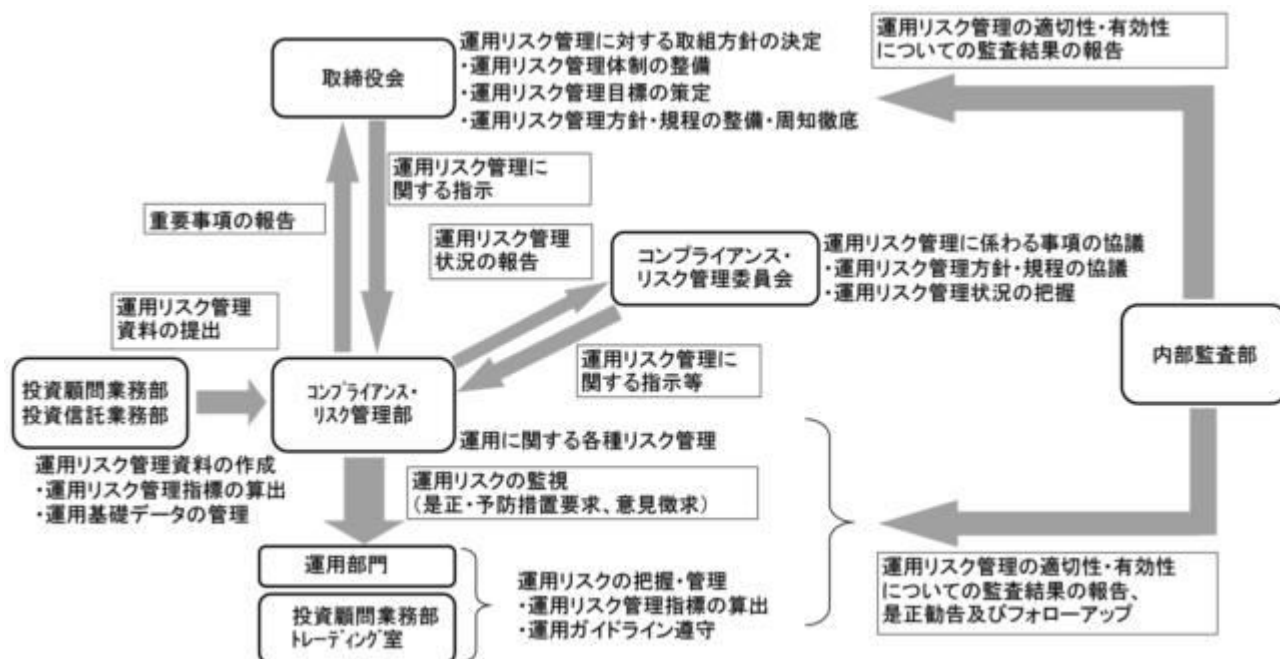 取締役会
運用リスク管理に対する取組方針の決定
・運用リスク管理体制の整備
・運用リスク管理目標の策定
・運用リスク管理方針・規程の整備・周知徹底
運用リスク管理の適切性・有効性
についての監査結果の報告
運用リスク管理に
関する指示
重要事項の報告
運用リスク管理
状況の報告
コンプライアンス・
リスク管理委員会
運用リスク管理に係わる事項の協議
・運用リスク管理方針・規程の協議
・運用リスク管理状況の把握
運用リスク管理
資料の提出
運用リスク管理に
関する指示等
内部監査部
投資顧問業務部
投資信託業務部
ｺﾝﾌﾟﾗｲｱﾝｽ・
ﾘｽｸ管理部
運用に関する各種リスク管理
運用リスク管理資料の作成
・運用リスク管理指標の算出
・運用基礎データの管理
運用リスクの監視
（是正・予防措置要求、意見徴求）
運用部門
投資顧問業務部
ﾄﾚｰﾃﾞｨﾝｸﾞ室
運用リスクの把握・管理
・運用リスク管理指標の算出
・運用ガイドライン遵守
運用リスク管理の適切性・有効性
についての監査結果の報告、
是正勧告及びフォローアップ